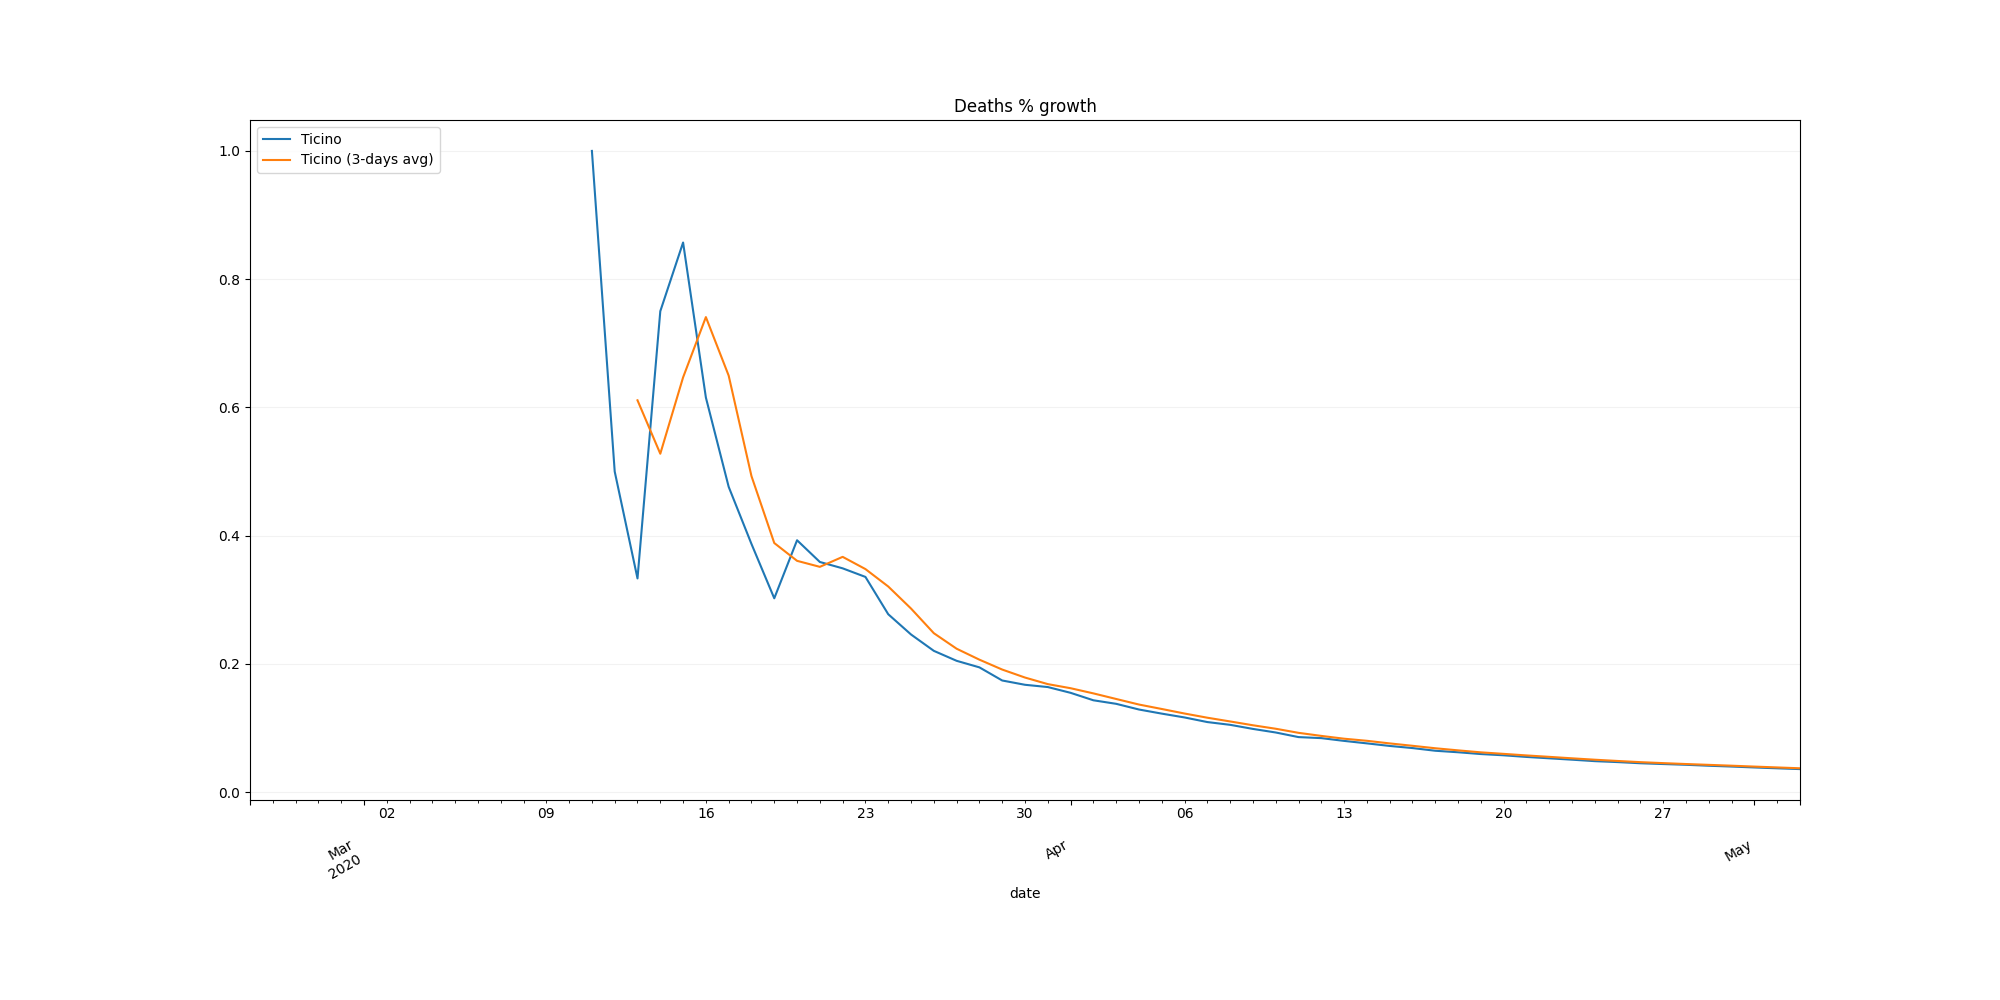 Deaths % growth
Ticino
Ticino (3-days avg)
1.0
0.8
0.6
0.4
0.2
0.0
02 09 16 23 30 06 13 20 27
Mar Apr May
2020
date